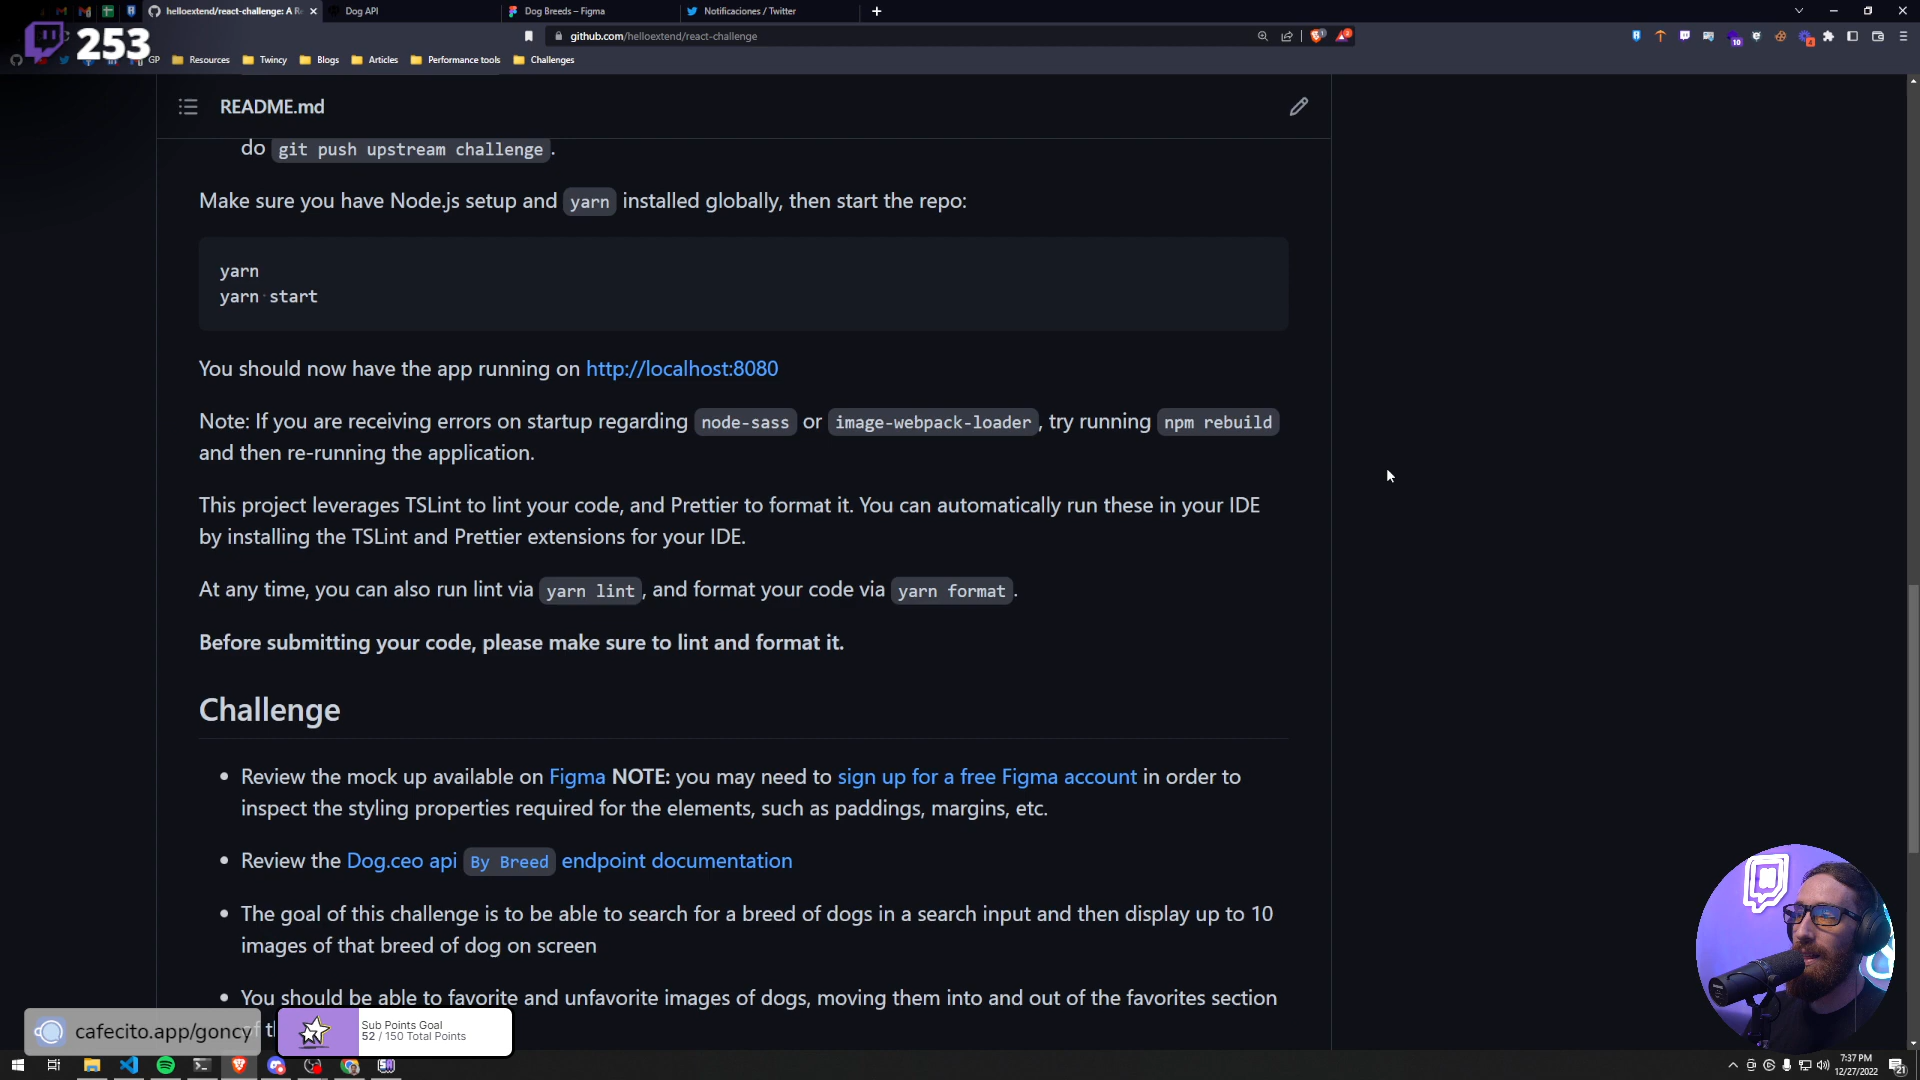 helloextend/react-challenge: A R
Dog API
Dog Breeds – Figma
Notificaciones / Twitter
253
github.com/helloextend/react-challenge
GP
Resources
Twincy
Blogs
Articles
Performance tools
Challenges
README.md
do git push upstream challenge.
Make sure you have Node.js setup and yarn installed globally, then start the repo:
yarn
yarn start
You should now have the app running on http://localhost:8080
Note: If you are receiving errors on startup regarding node-sass or image-webpack-loader, try running npm rebuild
and then re-running the application.
This project leverages TSLint to lint your code, and Prettier to format it. You can automatically run these in your IDE
by installing the TSLint and Prettier extensions for your IDE.
At any time, you can also run lint via yarn lint, and format your code via yarn format.
Before submitting your code, please make sure to lint and format it.
Challenge
• Review the mock up available on Figma NOTE: you may need to sign up for a free Figma account in order to
inspect the styling properties required for the elements, such as paddings, margins, etc.
• Review the Dog.ceo api By Breed endpoint documentation
• The goal of this challenge is to be able to search for a breed of dogs in a search input and then display up to 10
images of that breed of dog on screen
• You should be able to favorite and unfavorite images of dogs, moving them into and out of the favorites section
cafecito.app/goncy
Sub Points Goal
52 / 150 Total Points
7:37 PM
12/27/2022